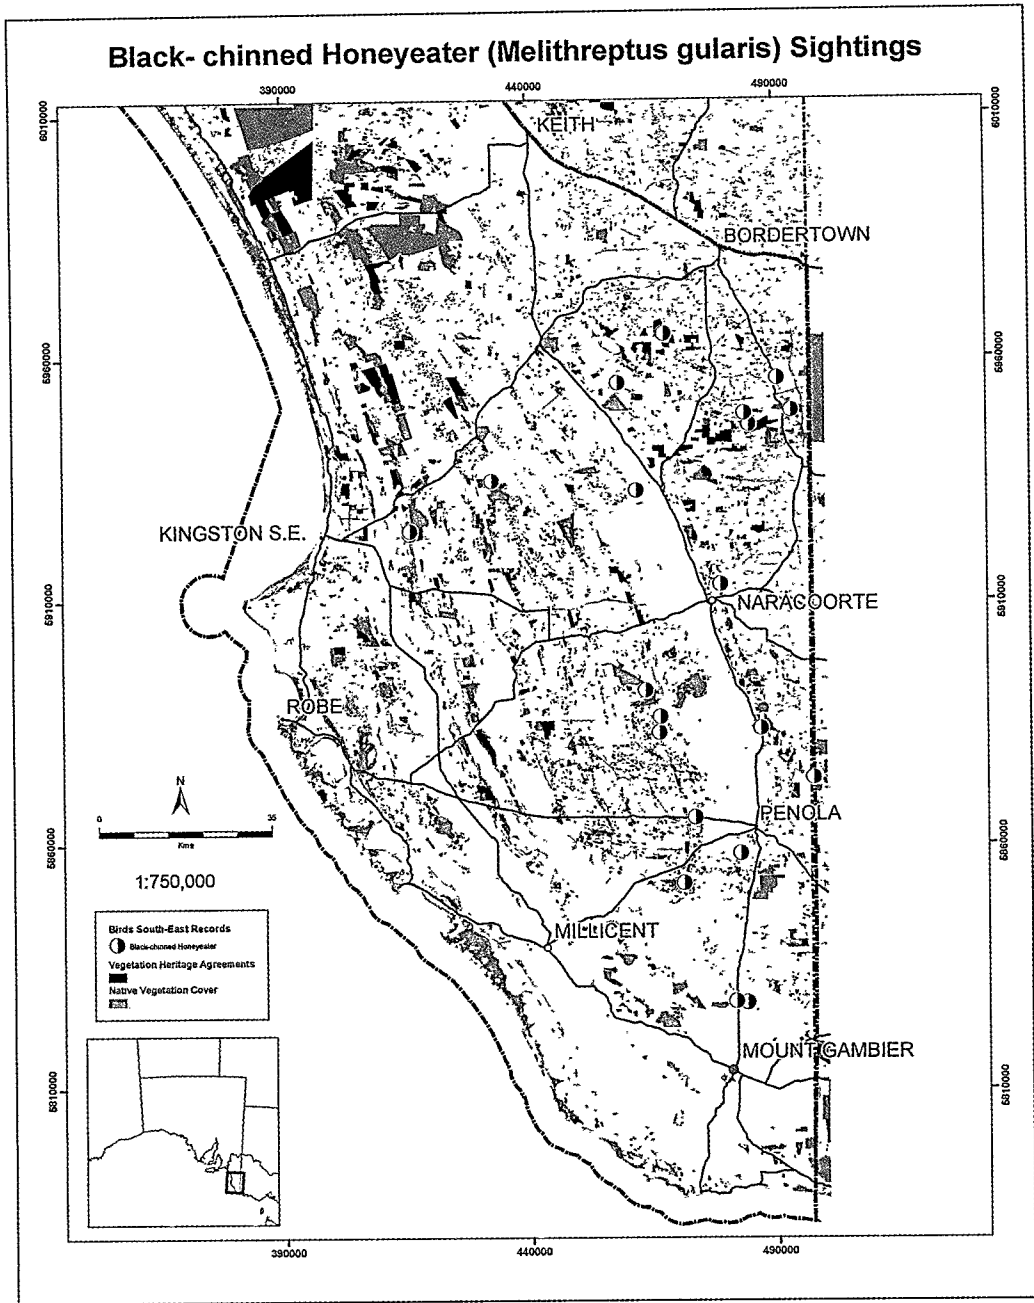 Black- chinned Honeyeater (Melithreptus gularis) Sightings
390000
440000
490000
6010000
6010000
KEITH
BORDERTOWN
5960000
5960000
KINGSTON S.E.
5910000
5910000
NARACOORTE
ROBE
N
0
35
Kms
PENOLA
5860000
5860000
1:750,000
Birds South-East Records
Black-chinned Honeyeater
Vegetation Heritage Agreements
Native Vegetation Cover
MILLICENT
MOUNT GAMBIER
5810000
5810000
390000
440000
490000